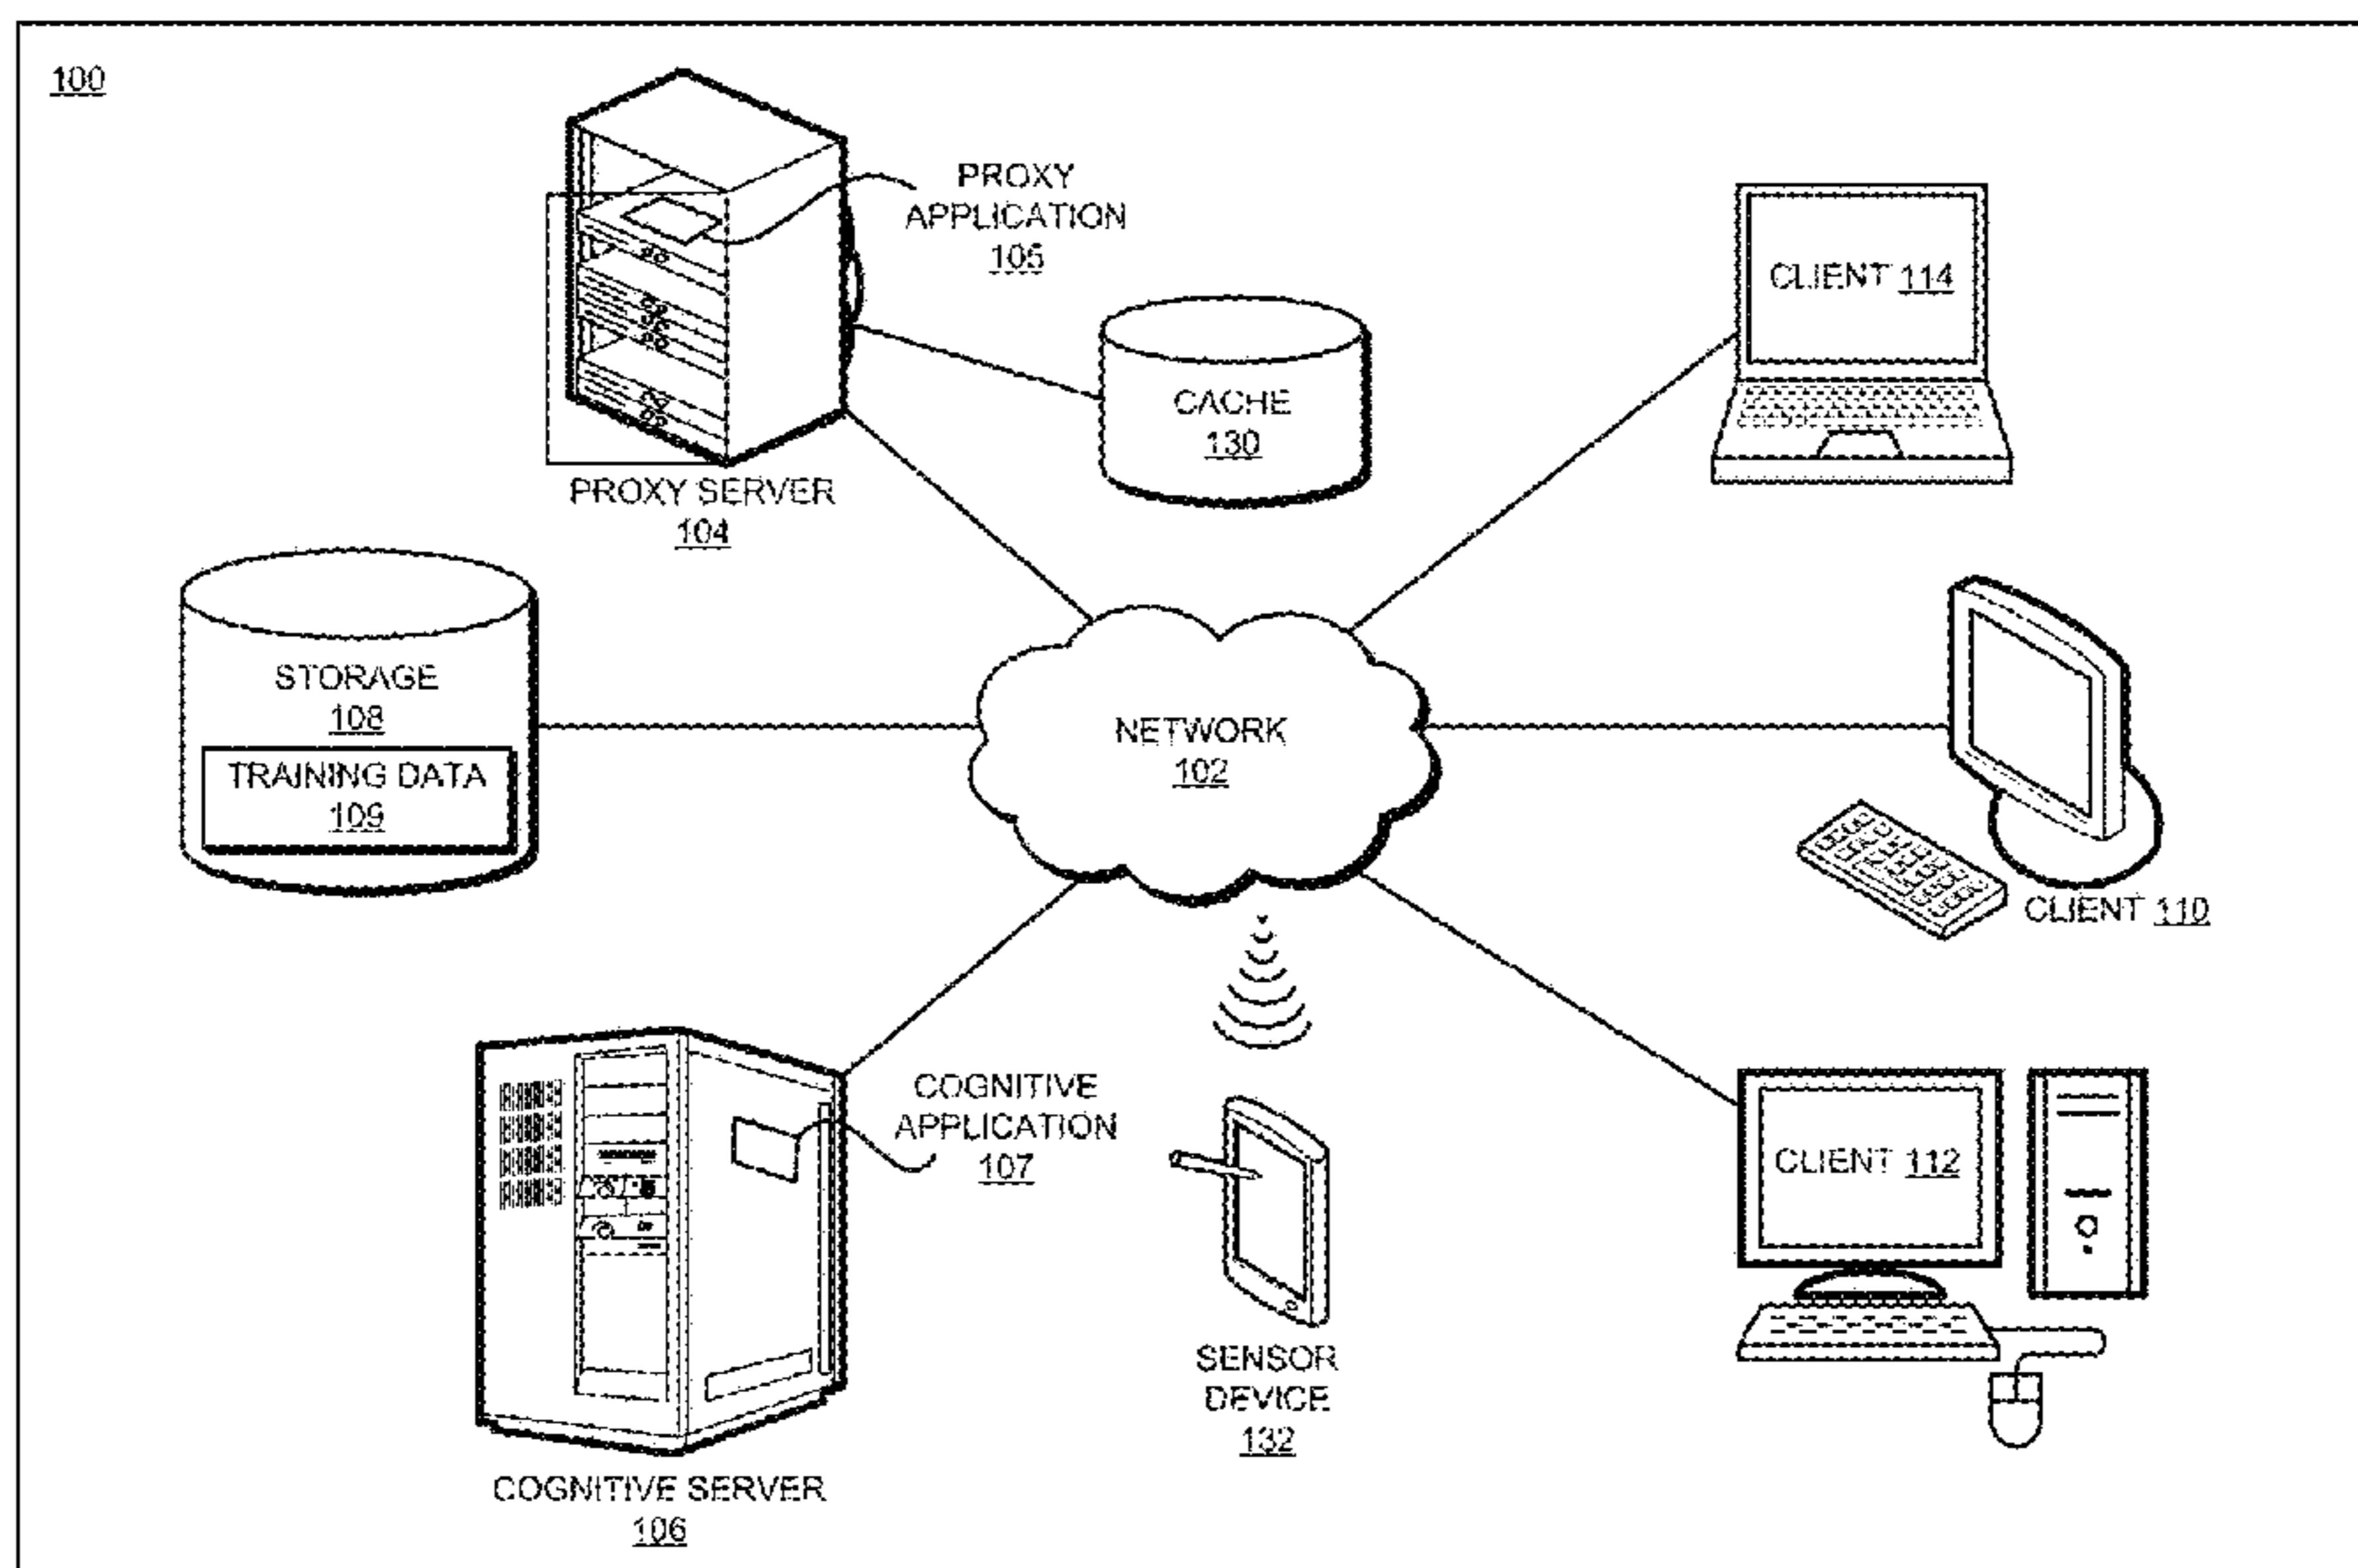 100
PROXY
APPLICATION
105
CLIENT 114
CACHE
130
PROXY SERVER
104
STORAGE
108
TRAINING DATA
109
NETWORK
102
CLIENT 110
COGNITIVE
APPLICATION
107
CLIENT 112
SENSOR
DEVICE
132
COGNITIVE SERVER
106